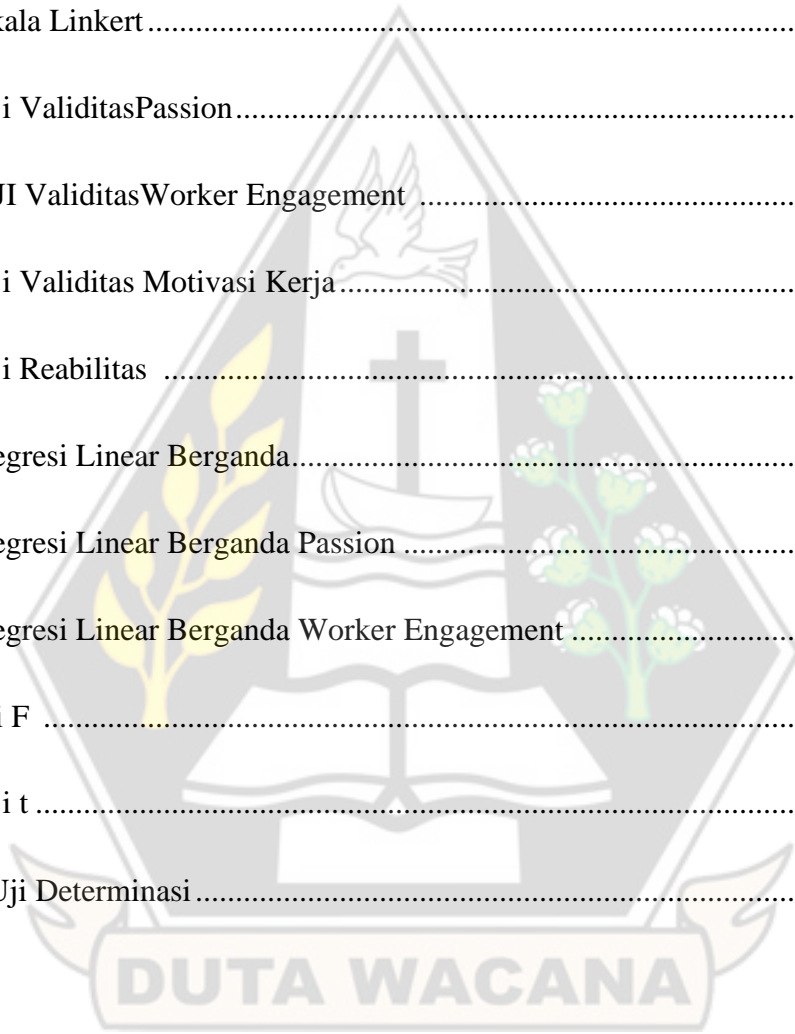 kala Linkert
i ValiditasPassion
JI ValiditasWorker Engagement
i Validitas Motivasi Kerja
i Reabilitas
egresi Linear Berganda
egresi Linear Berganda Passion
egresi Linear Berganda Worker Engagement
i F
i t
Uji Determinasi
DUTA WACANA